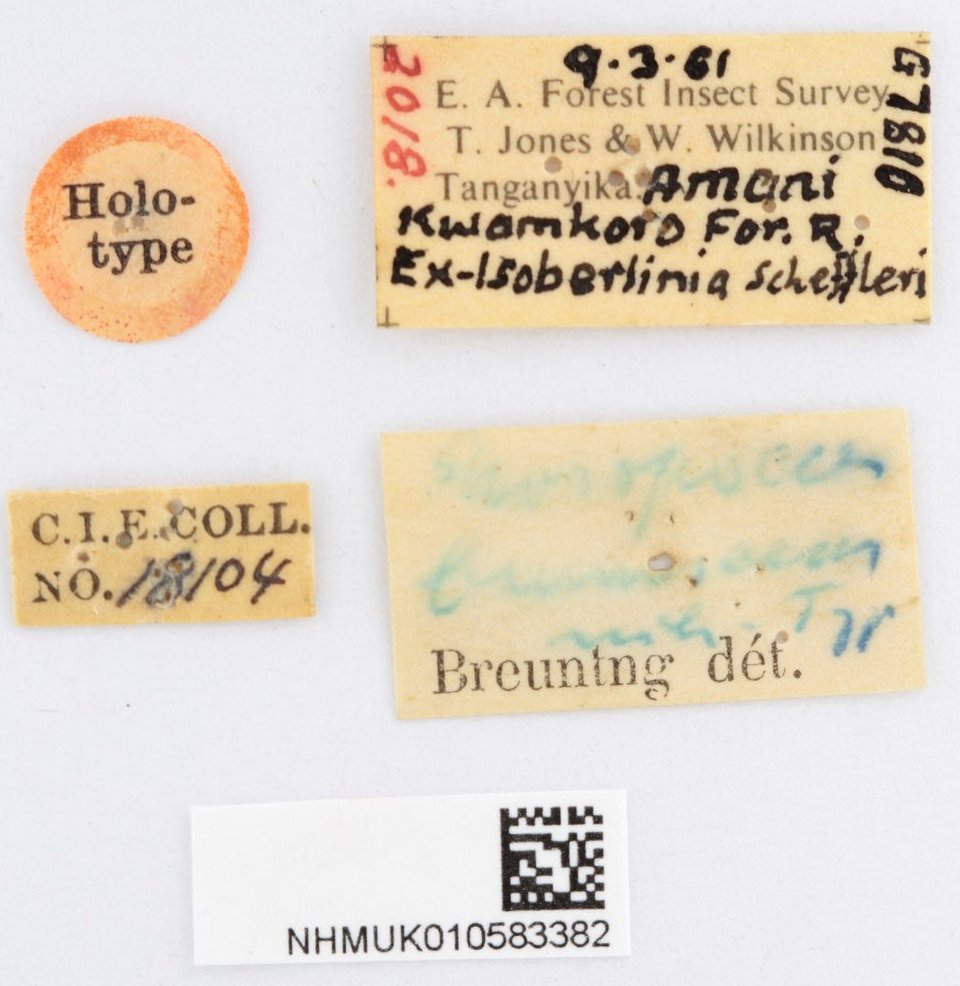 Holo-
type
9.3.61
2018.
G 7810
E. A. Forest Insect Survey
T. Jones & W. Wilkinson
Tanganyika. Amani
Kwamkoro For. R.
Ex-Isoberlinia scheffleri
C.I.E. COLL.
NO. 18104
Breuning dét.
NHMUK010583382